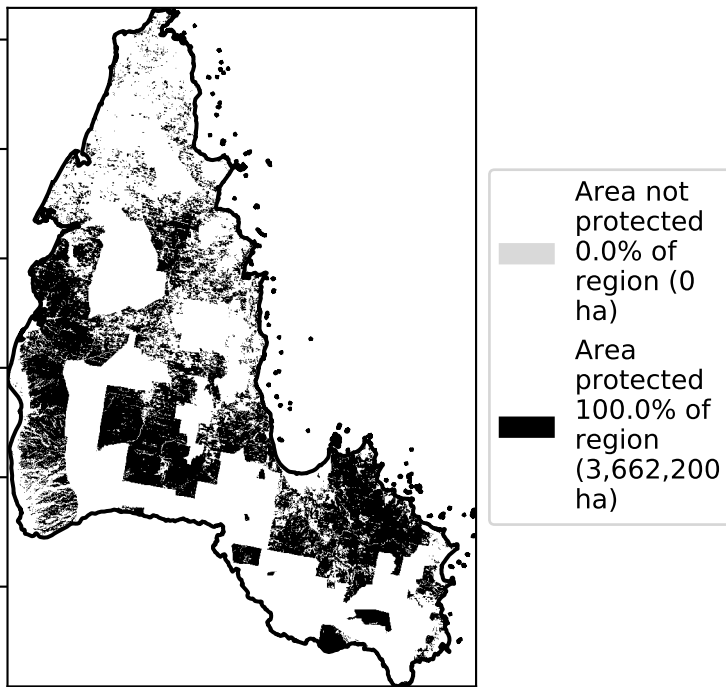 Area not
protected
0.0% of
region (0
ha)
Area
protected
100.0% of
region
(3,662,200
ha)